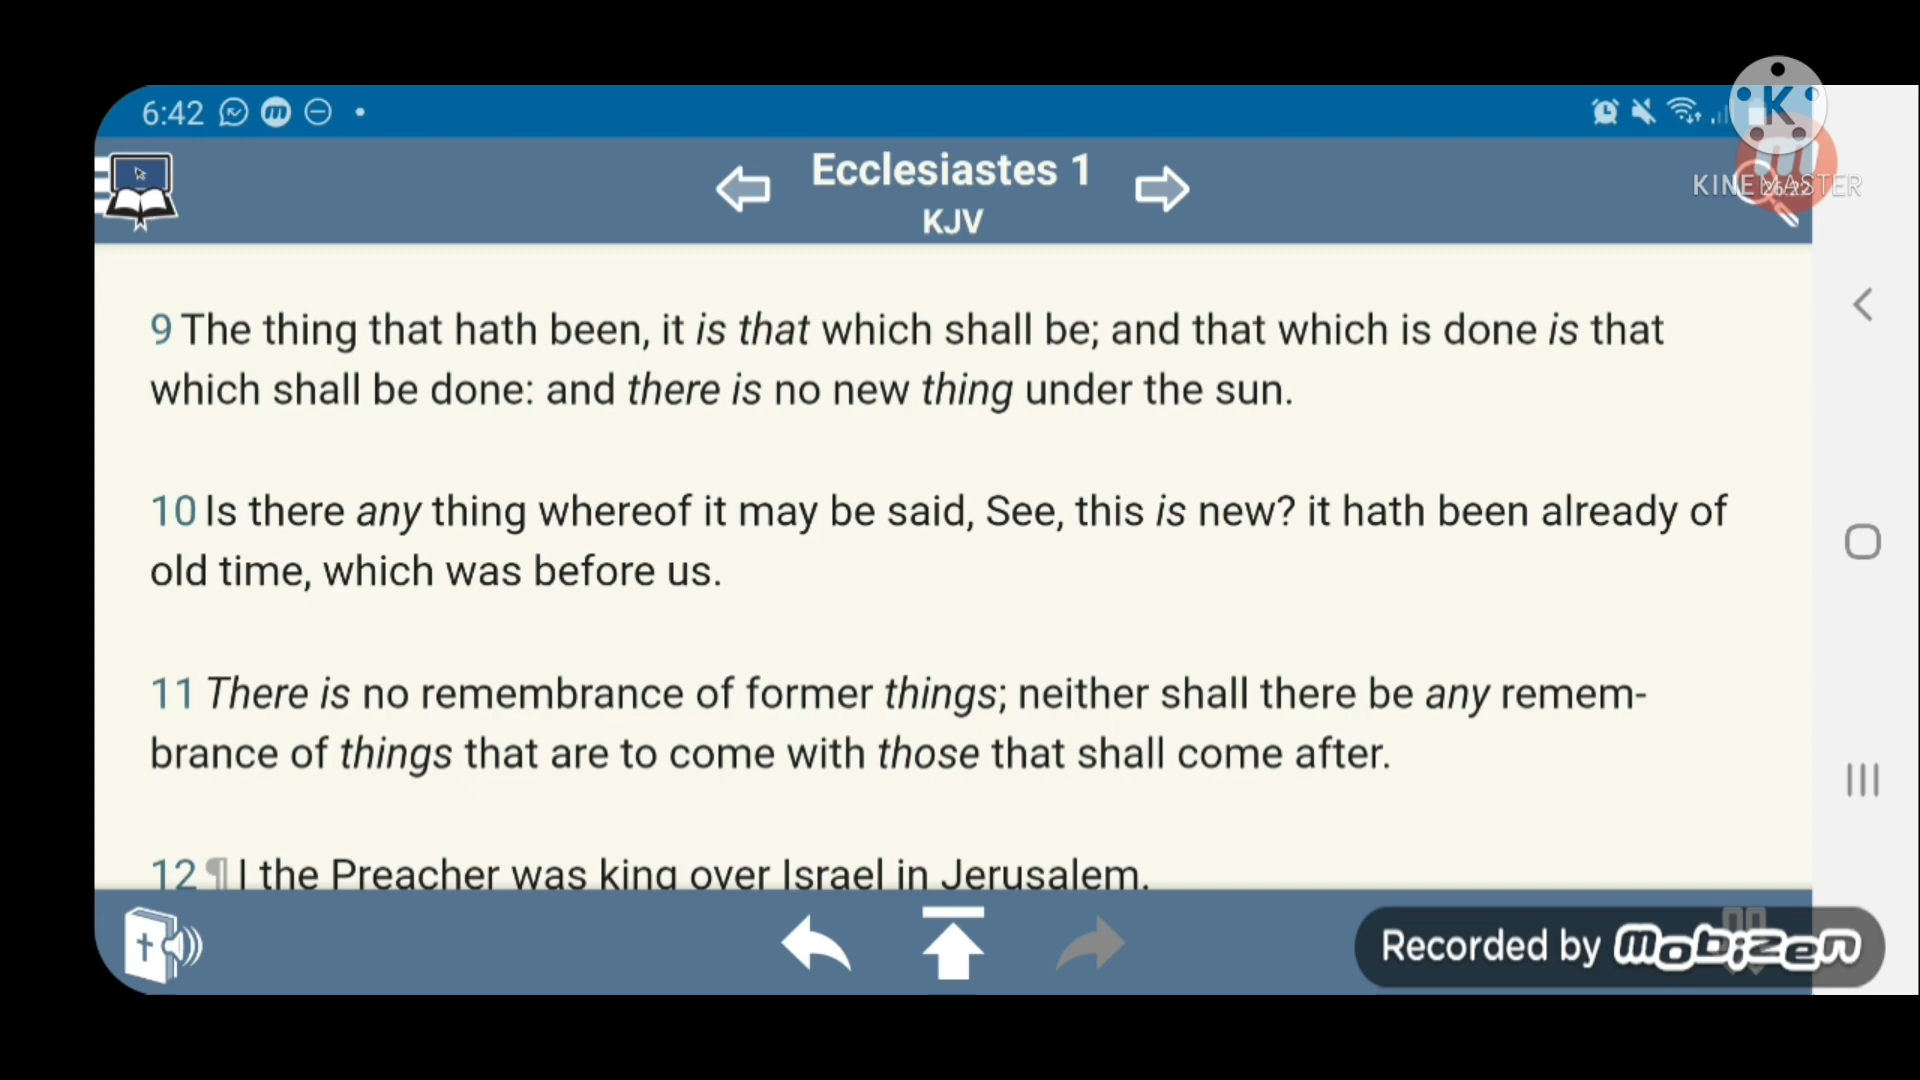 6:42
Ecclesiastes 1
KJV
KINEMASTER
9 The thing that hath been, it is that which shall be; and that which is done is that
which shall be done: and there is no new thing under the sun.
10 Is there any thing whereof it may be said, See, this is new? it hath been already of
old time, which was before us.
11 There is no remembrance of former things; neither shall there be any remem-
brance of things that are to come with those that shall come after.
12 ¶ I the Preacher was king over Israel in Jerusalem.
Recorded by mobizen